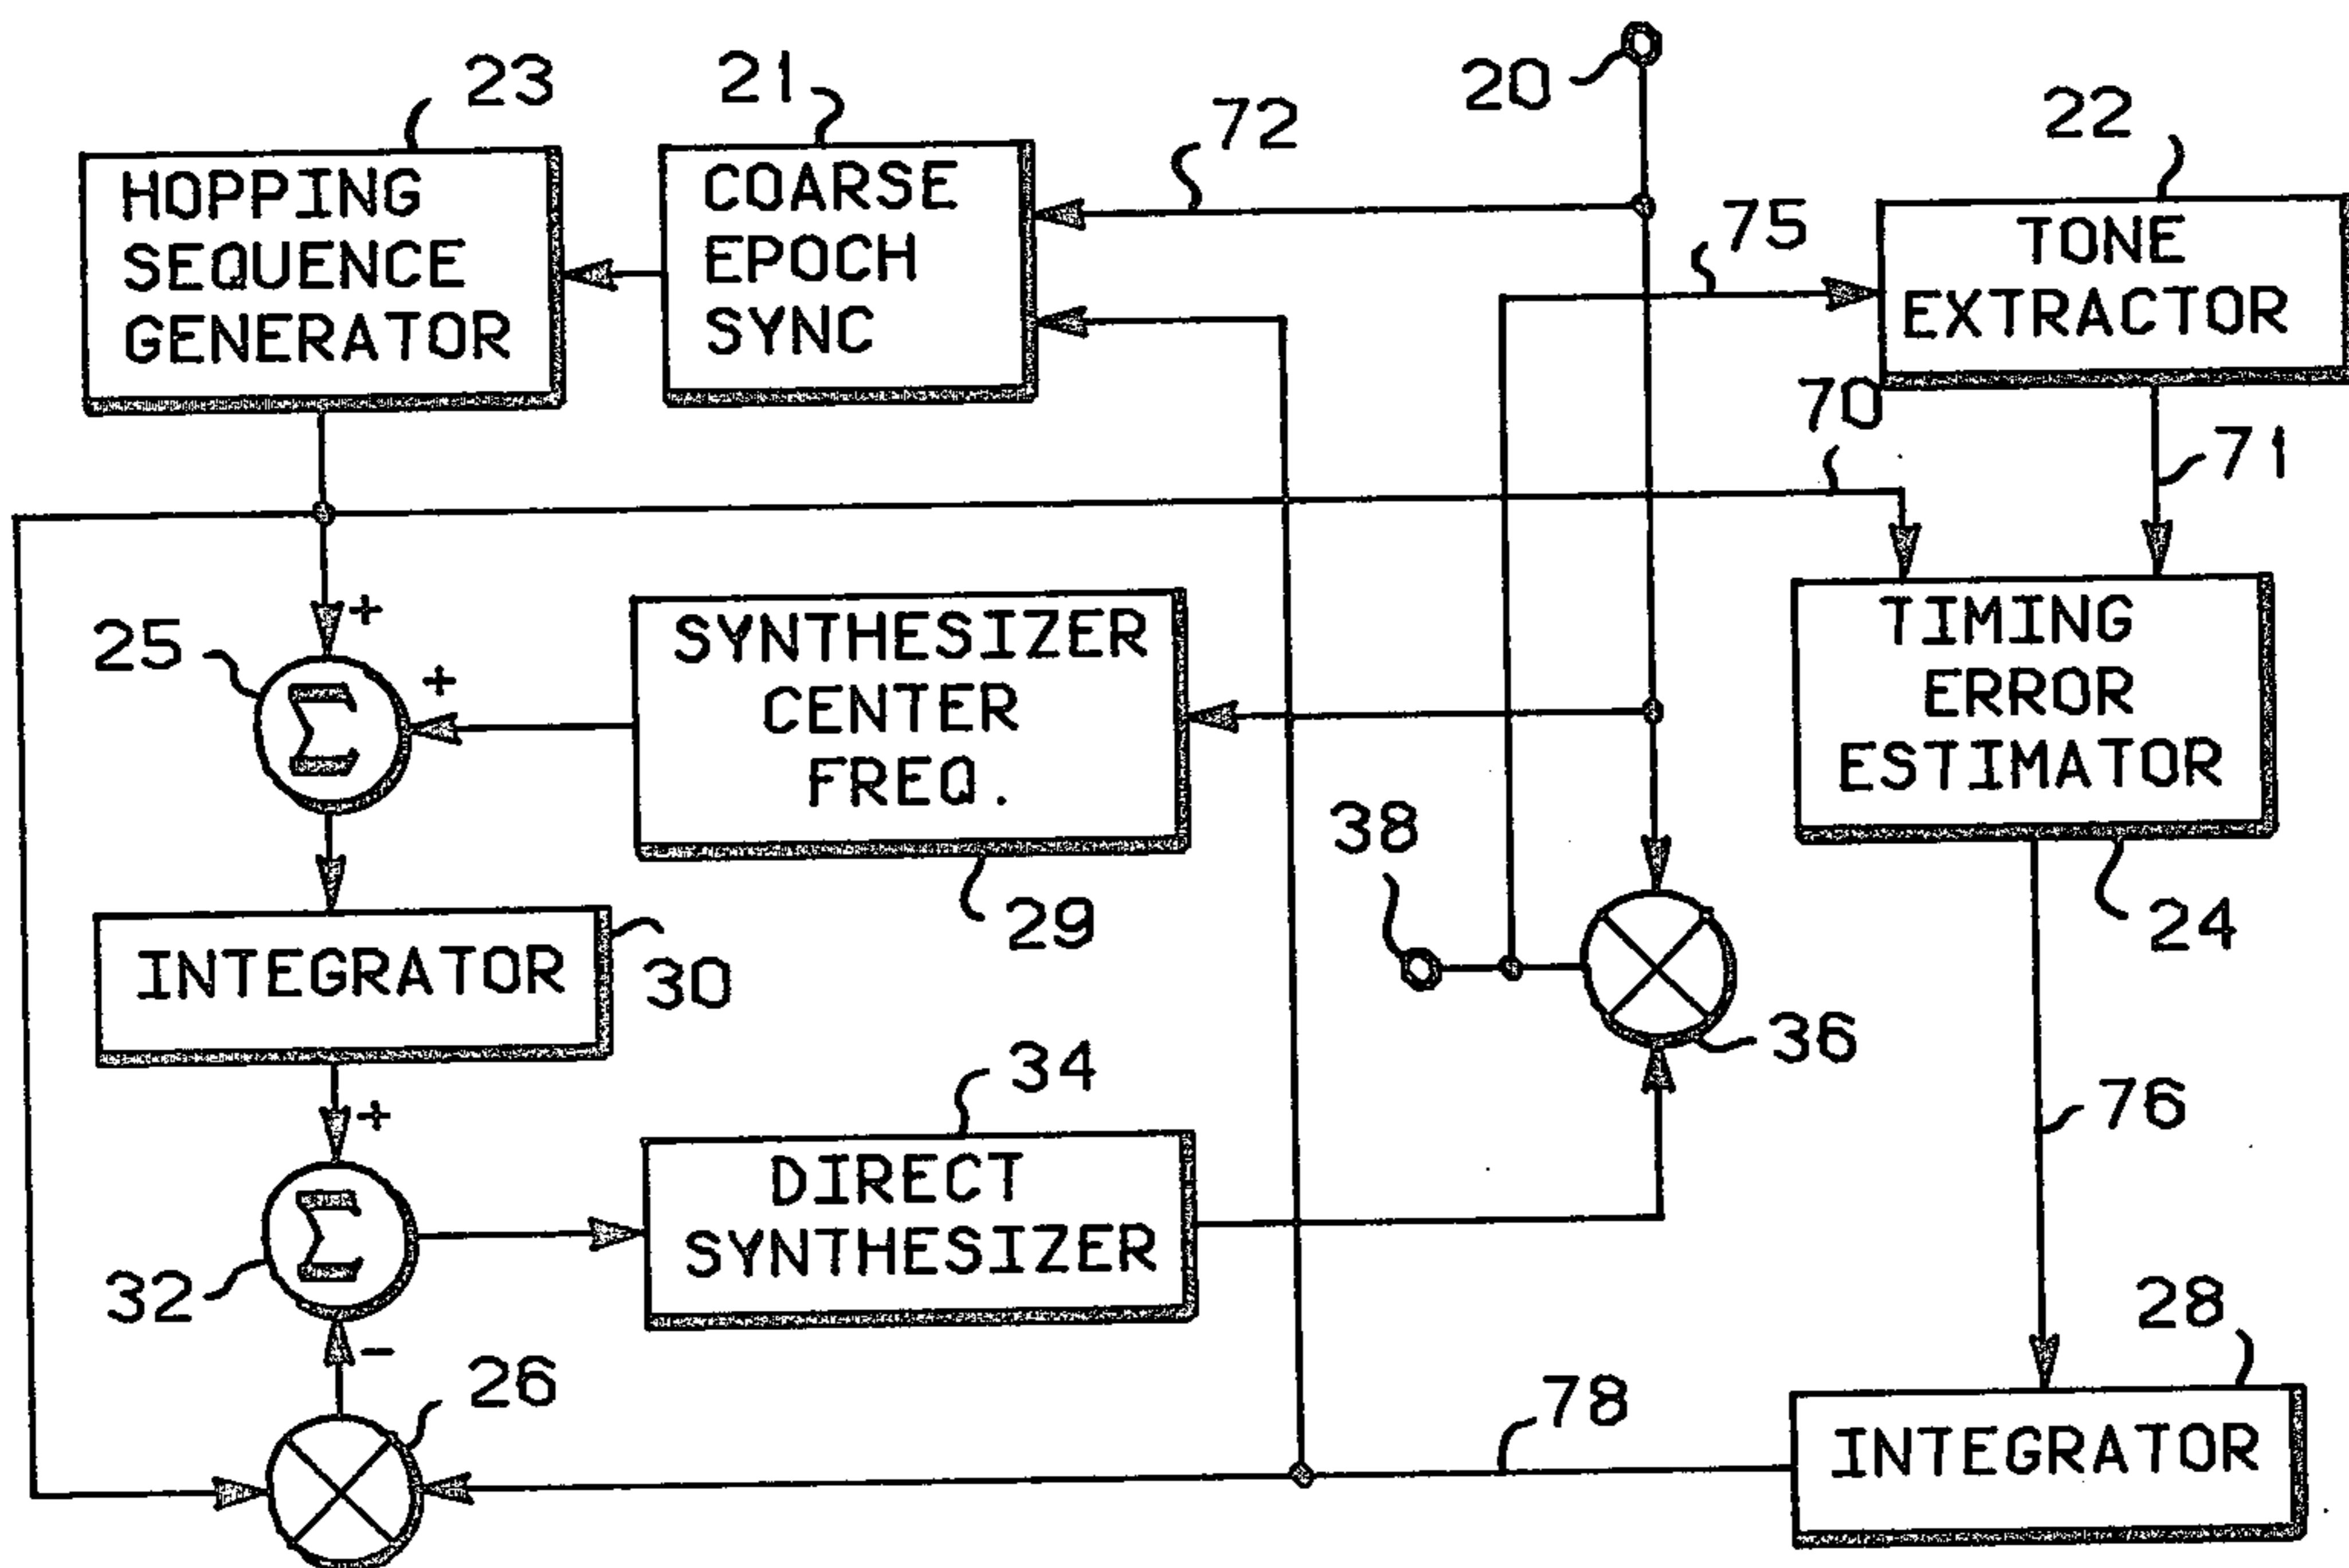 20
23
21
72
22
HOPPING
SEQUENCE
GENERATOR
COARSE
EPOCH
SYNC
75
TONE
EXTRACTOR
70
71
+
25
Σ
+
SYNTHESIZER
CENTER
FREQ.
29
TIMING
ERROR
ESTIMATOR
24
38
36
INTEGRATOR
30
+
34
76
Σ
32
DIRECT
SYNTHESIZER
-
26
78
28
INTEGRATOR